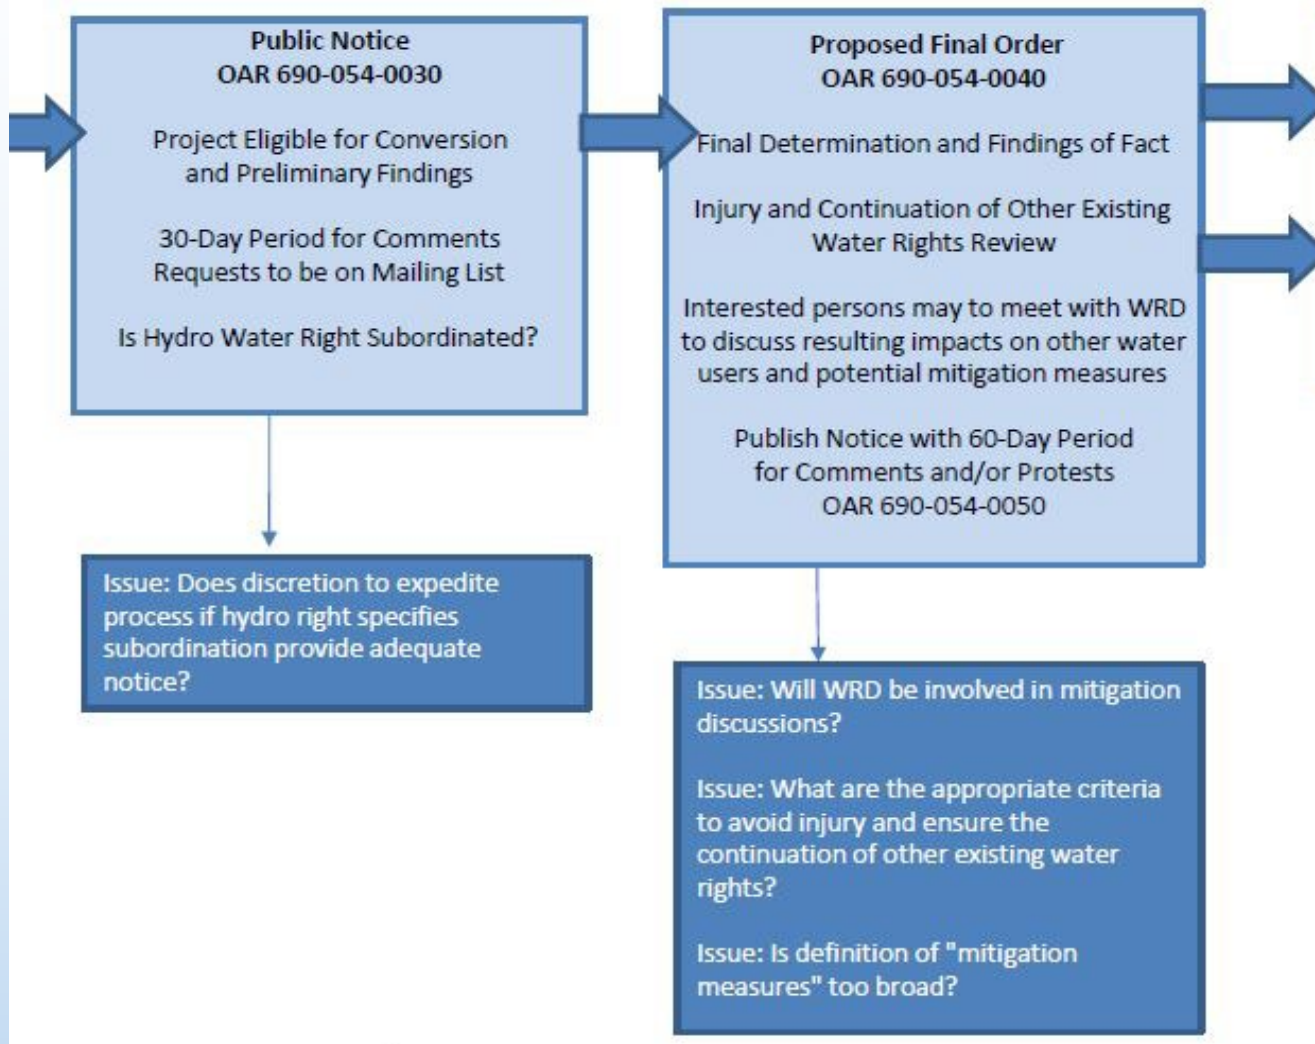 Public Notice
OAR 690-054-0030
Project Eligible for Conversion
and Preliminary Findings
30-Day Period for Comments
Requests to be on Mailing List
Is Hydro Water Right Subordinated?
Issue: Does discretion to expedite
process if hydro right specifies
subordination provide adequate
notice?
Proposed Final Order
OAR 690-054-0040
Final Determination and Findings of Fact
Injury and Continuation of Other Existing
Water Rights Review
Interested persons may to meet with WRD
to discuss resulting impacts on other water
users and potential mitigation measures
Publish Notice with 60-Day Period
for Comments and/or Protests
OAR 690-054-0050
Issue: Will WRD be involved in mitigation
discussions?
Issue: What are the appropriate criteria
to avoid injury and ensure the
continuation of other existing water
rights?
Issue: Is definition of "mitigation
measures" too broad?